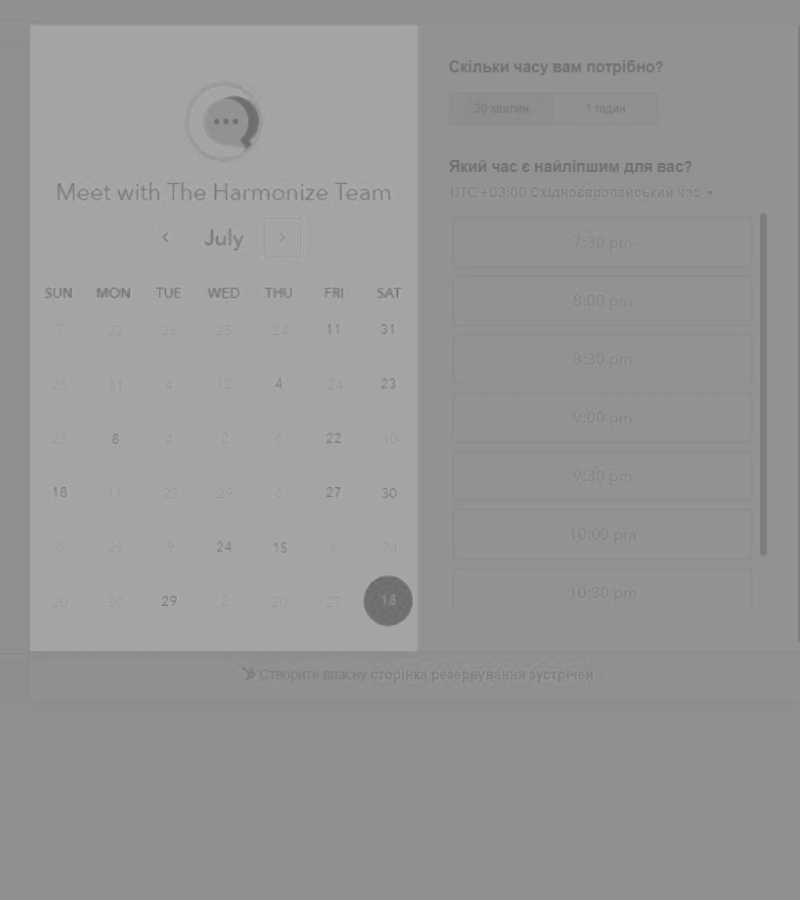 Meet with The Harmonize Team
July
SUN MON TUE WED THU FRI SAT
7 22 28 25 24 11 31
25 31 4 12 4 24 23
25 8 4 2 6 22 10
18 11 22 29 6 27 30
8 29 9 24 15 6 24
20 30 29 2 20 27 18
Скільки часу вам потрібно?
30 хвилин 1 годин
Який час є найліпшим для вас?
UTC +03:00 Східноєвропейський час
7:30 pm
8:00 pm
8:30 pm
9:00 pm
9:30 pm
10:00 pm
10:30 pm
Створити власну сторінка резервування зустрічей